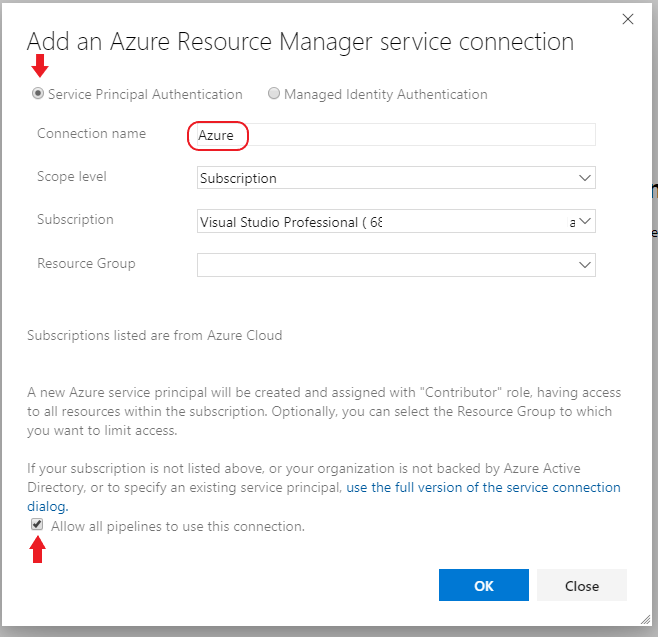 Add an Azure Resource Manager service connection
Service Principal Authentication Managed Identity Authentication
Connection name Azure
Scope level Subscription
Subscription Visual Studio Professional ( 68 a
Resource Group
Subscriptions listed are from Azure Cloud
A new Azure service principal will be created and assigned with "Contributor" role, having access
to all resources within the subscription. Optionally, you can select the Resource Group to which
you want to limit access.
If your subscription is not listed above, or your organization is not backed by Azure Active
Directory, or to specify an existing service principal, use the full version of the service connection
dialog.
Allow all pipelines to use this connection.
OK Close